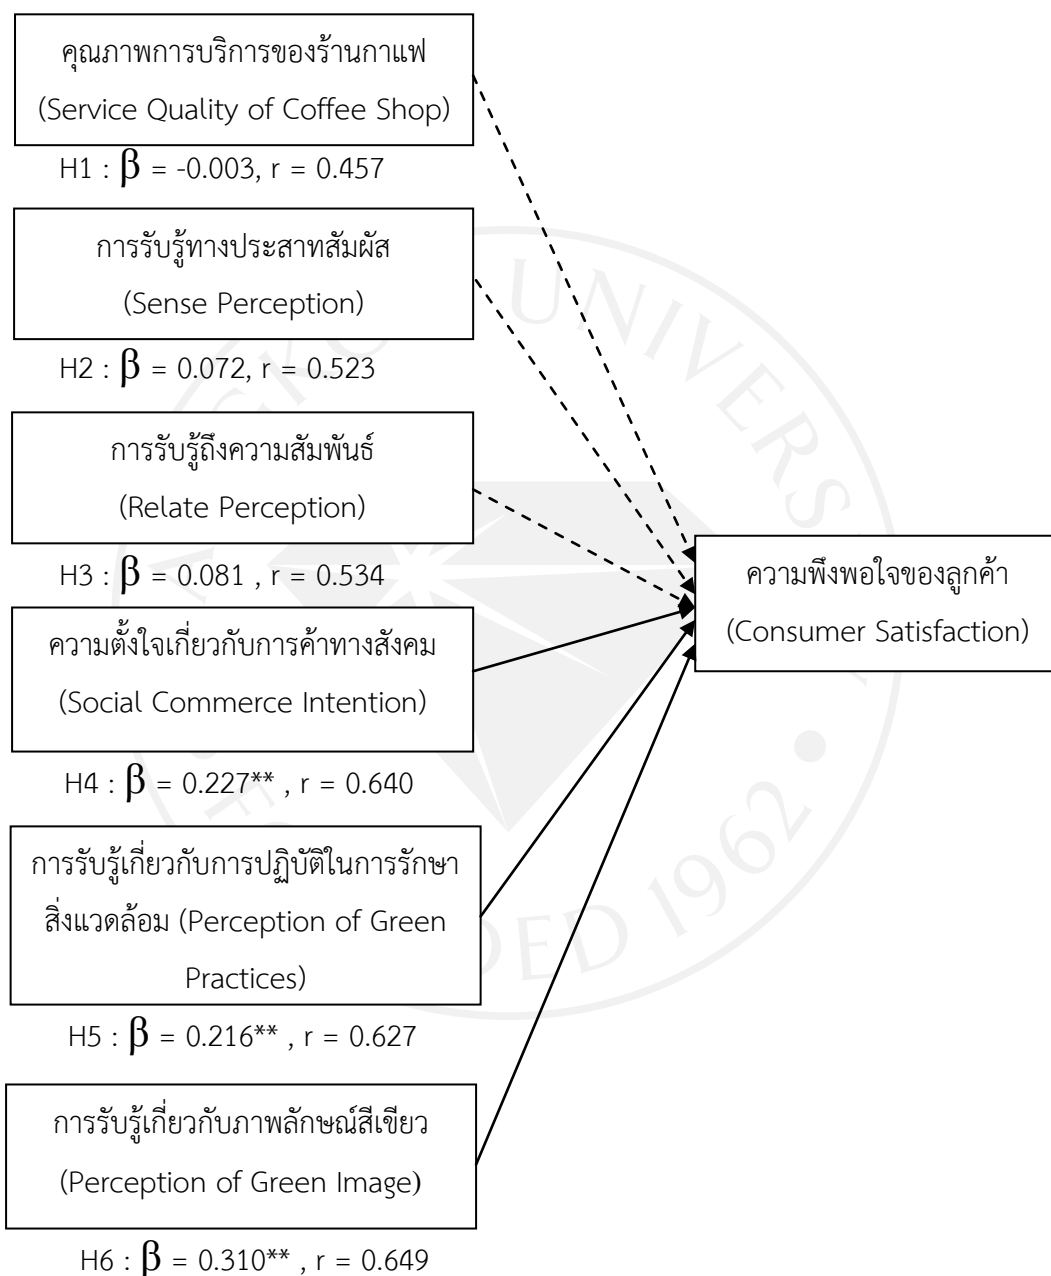 คุณภาพการบริการของร้านกาแฟ
(Service Quality of Coffee Shop)
H1 : β = -0.003, r = 0.457
การรับรู้ทางประสาทสัมผัส
(Sense Perception)
H2 : β = 0.072, r = 0.523
การรับรู้ถึงความสัมพันธ์
(Relate Perception)
H3 : β = 0.081 , r = 0.534
ความตั้งใจเกี่ยวกับการค้าทางสังคม
(Social Commerce Intention)
H4 : β = 0.227** , r = 0.640
การรับรู้เกี่ยวกับการปฏิบัติในการรักษา
สิ่งแวดล้อม (Perception of Green
Practices)
H5 : β = 0.216** , r = 0.627
การรับรู้เกี่ยวกับภาพลักษณ์สีเขียว
(Perception of Green Image)
H6 : β = 0.310** , r = 0.649
ความพึงพอใจของลูกค้า
(Consumer Satisfaction)
1962